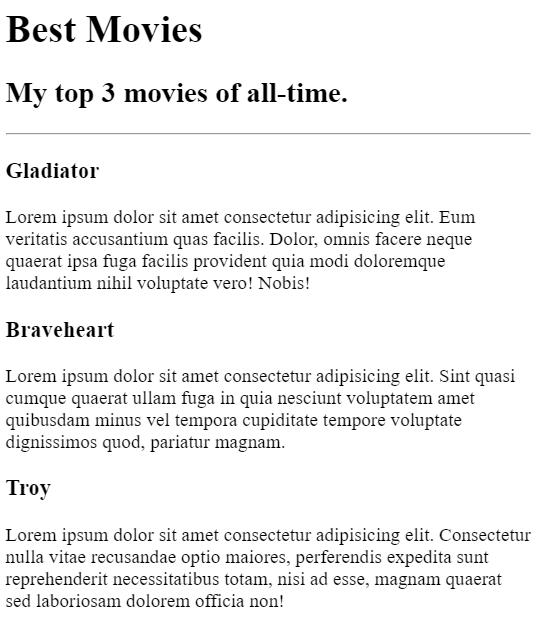 Best Movies
My top 3 movies of all-time.
Gladiator
Lorem ipsum dolor sit amet consectetur adipisicing elit. Eum
veritatis accusantium quas facilis. Dolor, omnis facere neque
quaerat ipsa fuga facilis provident quia modi doloremque
laudantium nihil voluptate vero! Nobis!
Braveheart
Lorem ipsum dolor sit amet consectetur adipisicing elit. Sint quasi
cumque quaerat ullam fuga in quia nesciunt voluptatem amet
quibusdam minus vel tempora cupiditate tempore voluptate
dignissimos quod, pariatur magnam.
Troy
Lorem ipsum dolor sit amet consectetur adipisicing elit. Consectetur
nulla vitae recusandae optio maiores, perferendis expedita sunt
reprehenderit necessitatibus totam, nisi ad esse, magnam quaerat
sed laboriosam dolorem officia non!